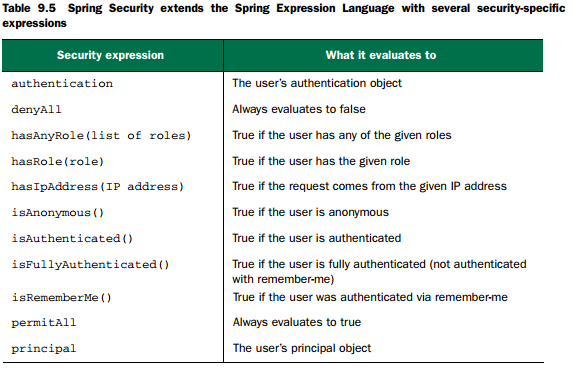 Table 9.5 Spring Security extends the Spring Expression Language with several security-specific
expressions
Security expression What it evaluates to
authentication The user's authentication object
denyAll Always evaluates to false
hasAnyRole(list of roles) True if the user has any of the given roles
hasRole(role) True if the user has the given role
hasIpAddress(IP address) True if the request comes from the given IP address
isAnonymous() True if the user is anonymous
isAuthenticated() True if the user is authenticated
isFullyAuthenticated() True if the user is fully authenticated (not authenticated
with remember-me)
isRememberMe() True if the user was authenticated via remember-me
permitAll Always evaluates to true
principal The user's principal object